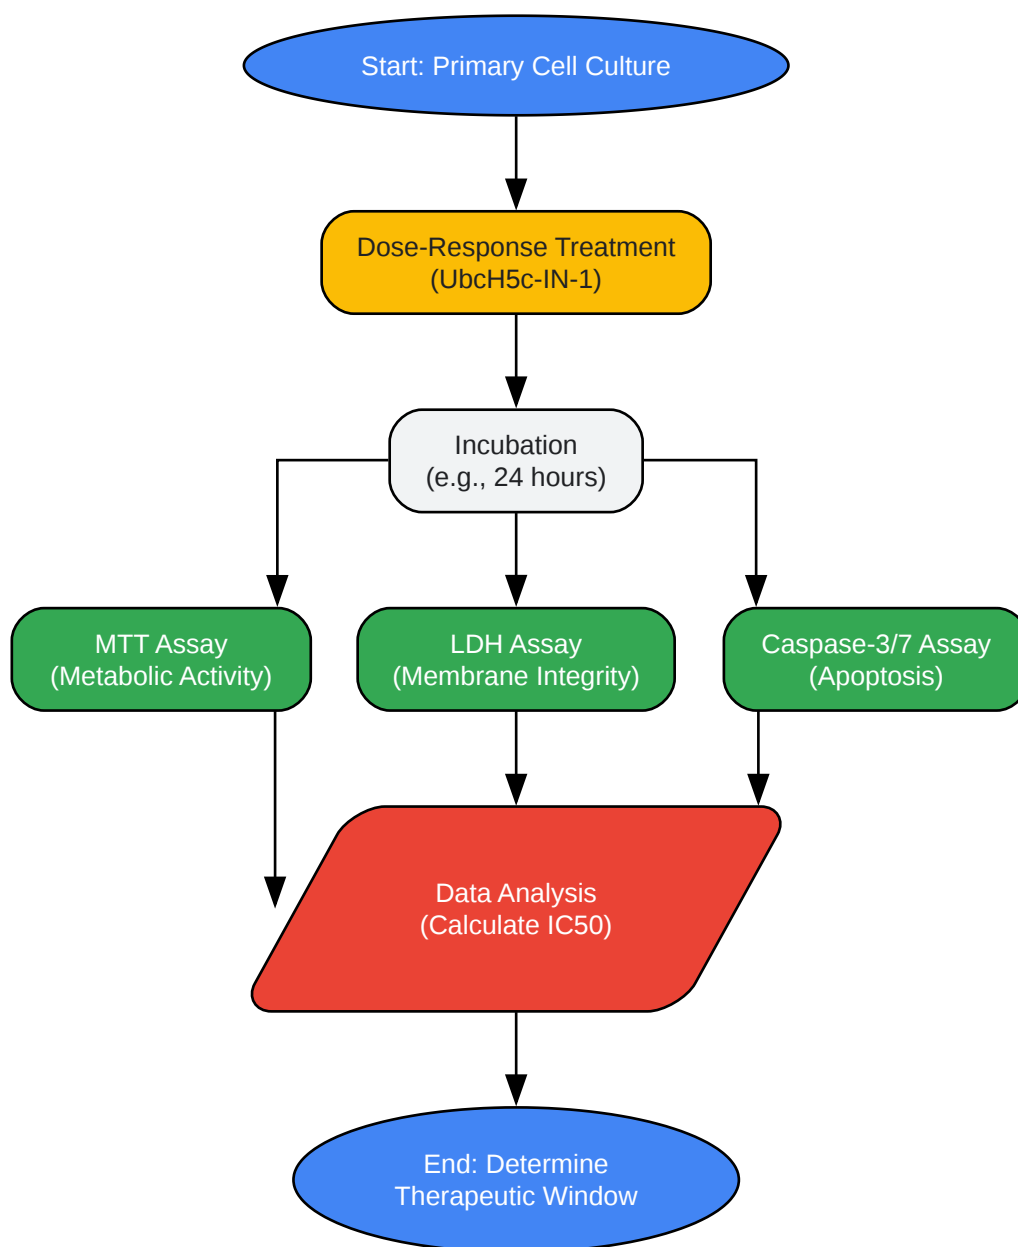 Start: Primary Cell Culture
Dose-Response Treatment
(UbcH5c-IN-1)
Incubation
(e.g., 24 hours)
MTT Assay
(Metabolic Activity)
LDH Assay
(Membrane Integrity)
Caspase-3/7 Assay
(Apoptosis)
Data Analysis
(Calculate IC50)
End: Determine
Therapeutic Window